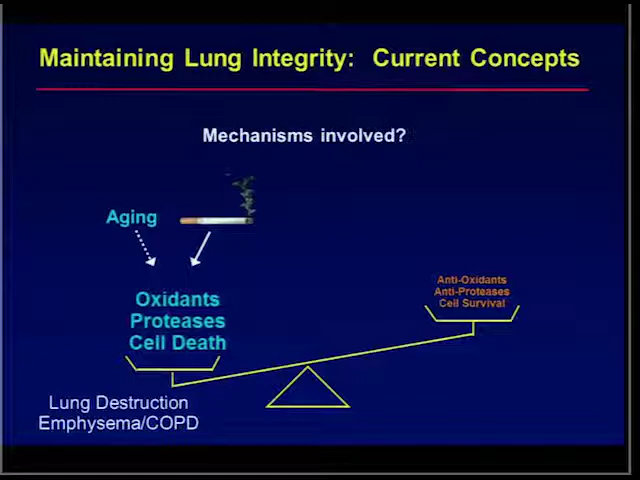 Maintaining Lung Integrity: Current Concepts
Mechanisms involved?
Aging
Oxidants
Proteases
Cell Death
Anti-Oxidants
Anti-Proteases
Cell Survival
Lung Destruction
Emphysema/COPD